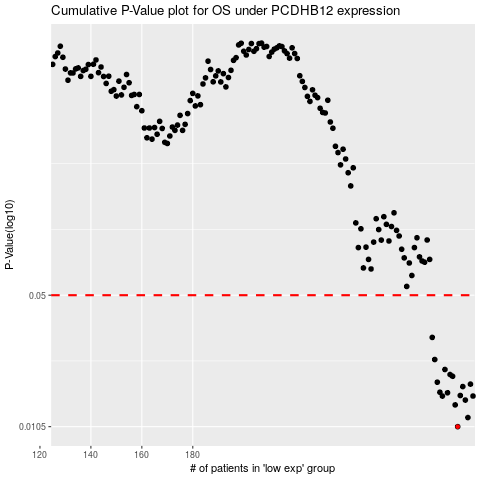 Cumulative P-Value plot for OS under PCDHB12 expression
P-Value(log10)
0.05
0.0105
120 140 160 180
# of patients in 'low exp' group